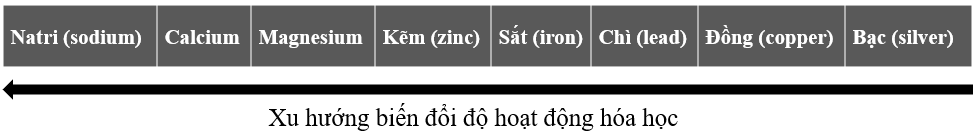 Natri (sodium) Calcium Magnesium Kẽm (zinc) Sắt (iron) Chì (lead) Đồng (copper) Bạc (silver)
Xu hướng biến đổi độ hoạt động hóa học